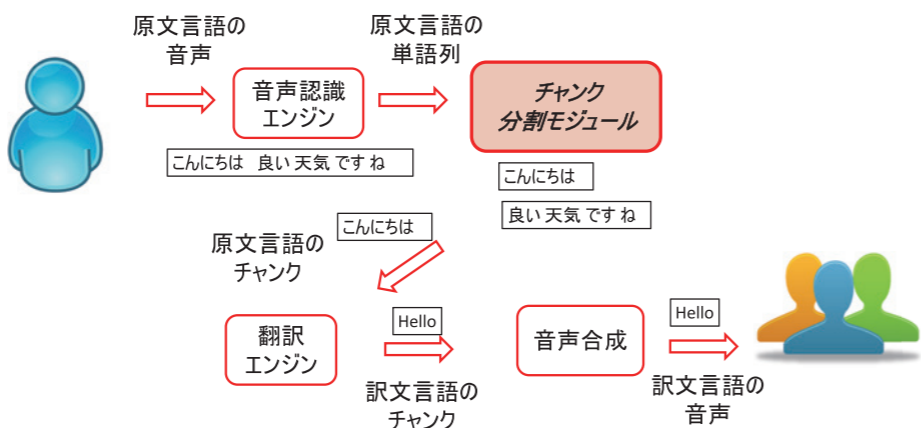 原文言語の
音声
音声認識
エンジン
原文言語の
単語列
チャンク
分割モジュール
こんにちは 良い 天気 です ね
こんにちは
良い 天気 です ね
原文言語の
チャンク
こんにちは
翻訳
エンジン
Hello
訳文言語の
チャンク
音声合成
Hello
訳文言語の
音声